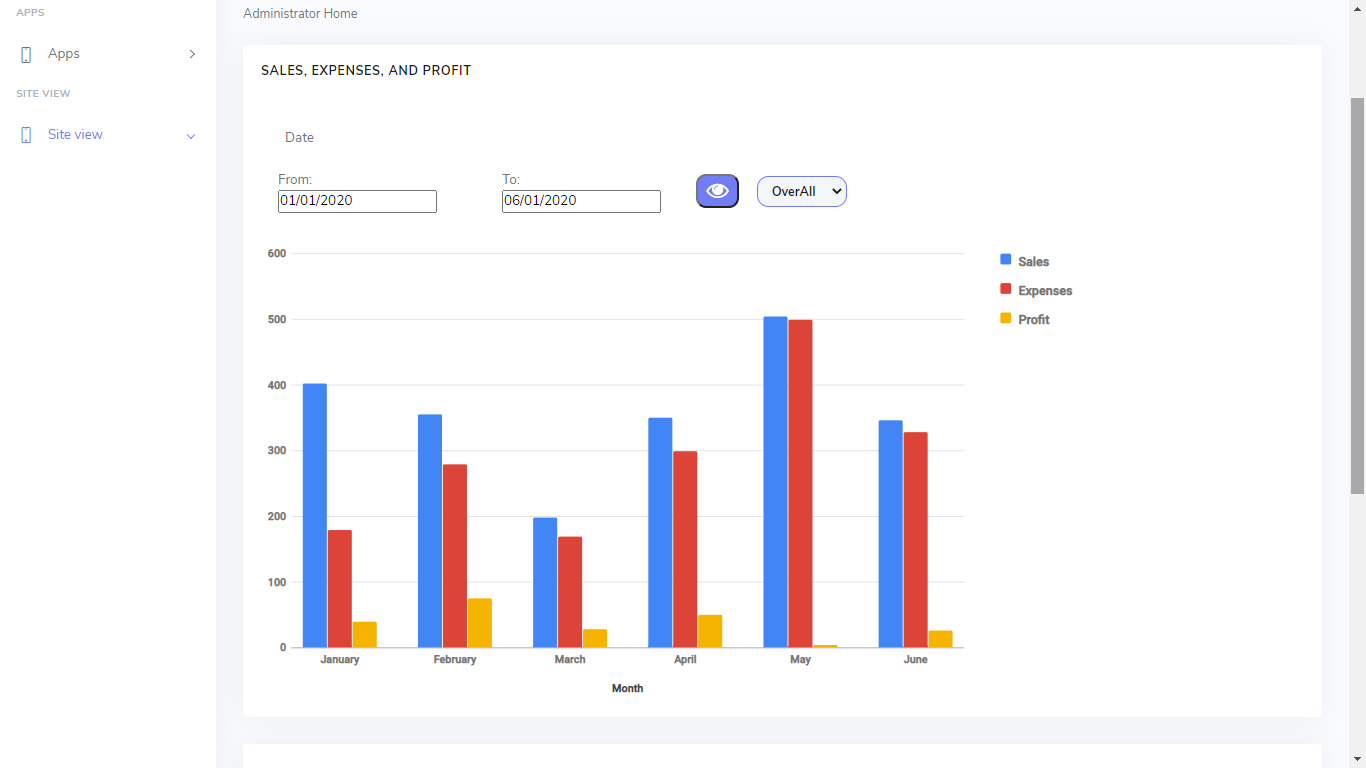 APPS
Apps
SITE VIEW
Site view
Administrator Home
SALES, EXPENSES, AND PROFIT
Date
From:
01/01/2020
To:
06/01/2020
OverAll
600
500
400
300
200
100
0
January February March April May June
Month
Sales
Expenses
Profit